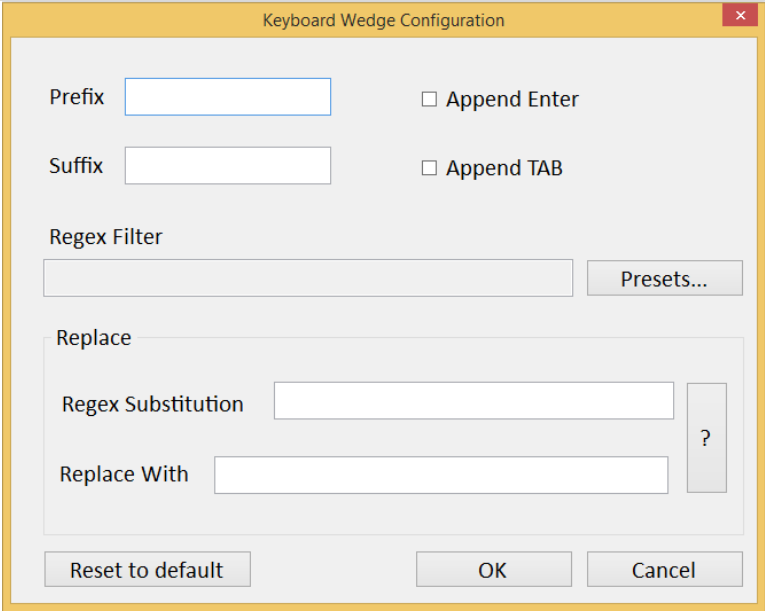 Keyboard Wedge Configuration
Prefix
Append Enter
Suffix
Append TAB
Regex Filter
Presets...
Replace
Regex Substitution
?
Replace With
Reset to default
OK
Cancel